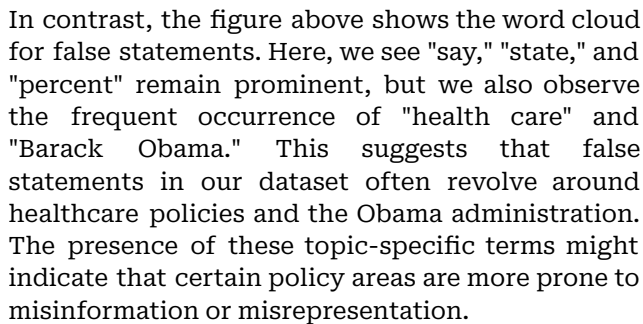 In contrast, the figure above shows the word cloud
for false statements. Here, we see "say," "state," and
"percent" remain prominent, but we also observe
the frequent occurrence of "health care" and
"Barack Obama." This suggests that false
statements in our dataset often revolve around
healthcare policies and the Obama administration.
The presence of these topic-specific terms might
indicate that certain policy areas are more prone to
misinformation or misrepresentation.